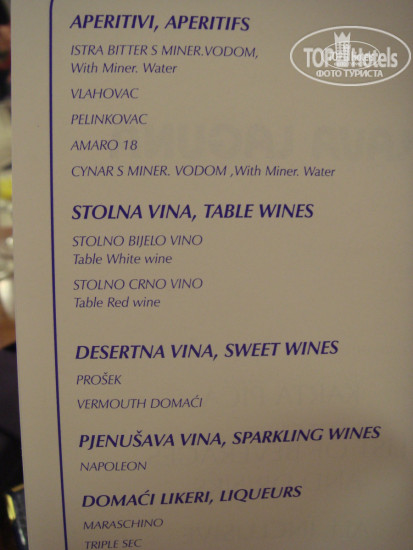 TOP Hotels
ФОТО ТУРИСТА
APERITIVI, APERITIFS
ISTRA BITTER S MINER.VODOM,
With Miner. Water
VLAHOVAC
PELINKOVAC
AMARO 18
CYNAR S MINER. VODOM ,With Miner. Water
STOLNA VINA, TABLE WINES
STOLNO BIJELO VINO
Table White wine
STOLNO CRNO VINO
Table Red wine
DESERTNA VINA, SWEET WINES
PROŠEK
VERMOUTH DOMAĆI
PJENUŠAVA VINA, SPARKLING WINES
NAPOLEON
DOMAĆI LIKERI, LIQUEURS
MARASCHINO
TRIPLE SEC